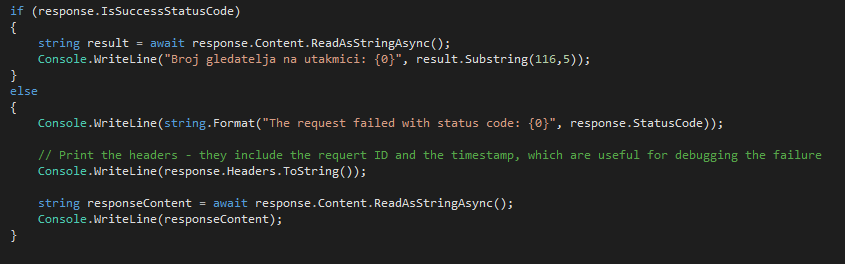 if (response.IsSuccessStatusCode)
{
    string result = await response.Content.ReadAsStringAsync();
    Console.WriteLine("Broj gledatelja na utakmici: {0}", result.Substring(116,5));
}
else
{
    Console.WriteLine(string.Format("The request failed with status code: {0}", response.StatusCode));

    // Print the headers - they include the requert ID and the timestamp, which are useful for debugging the failure
    Console.WriteLine(response.Headers.ToString());

    string responseContent = await response.Content.ReadAsStringAsync();
    Console.WriteLine(responseContent);
}